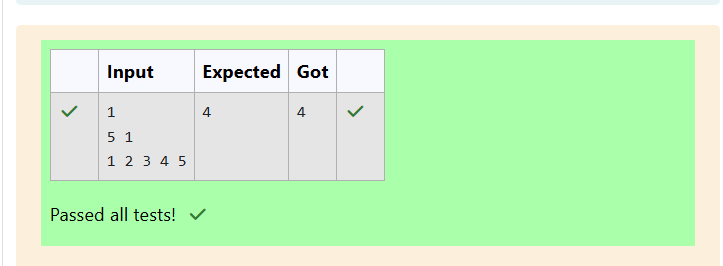 Input Expected Got
1 4 4
5 1
1 2 3 4 5
Passed all tests!